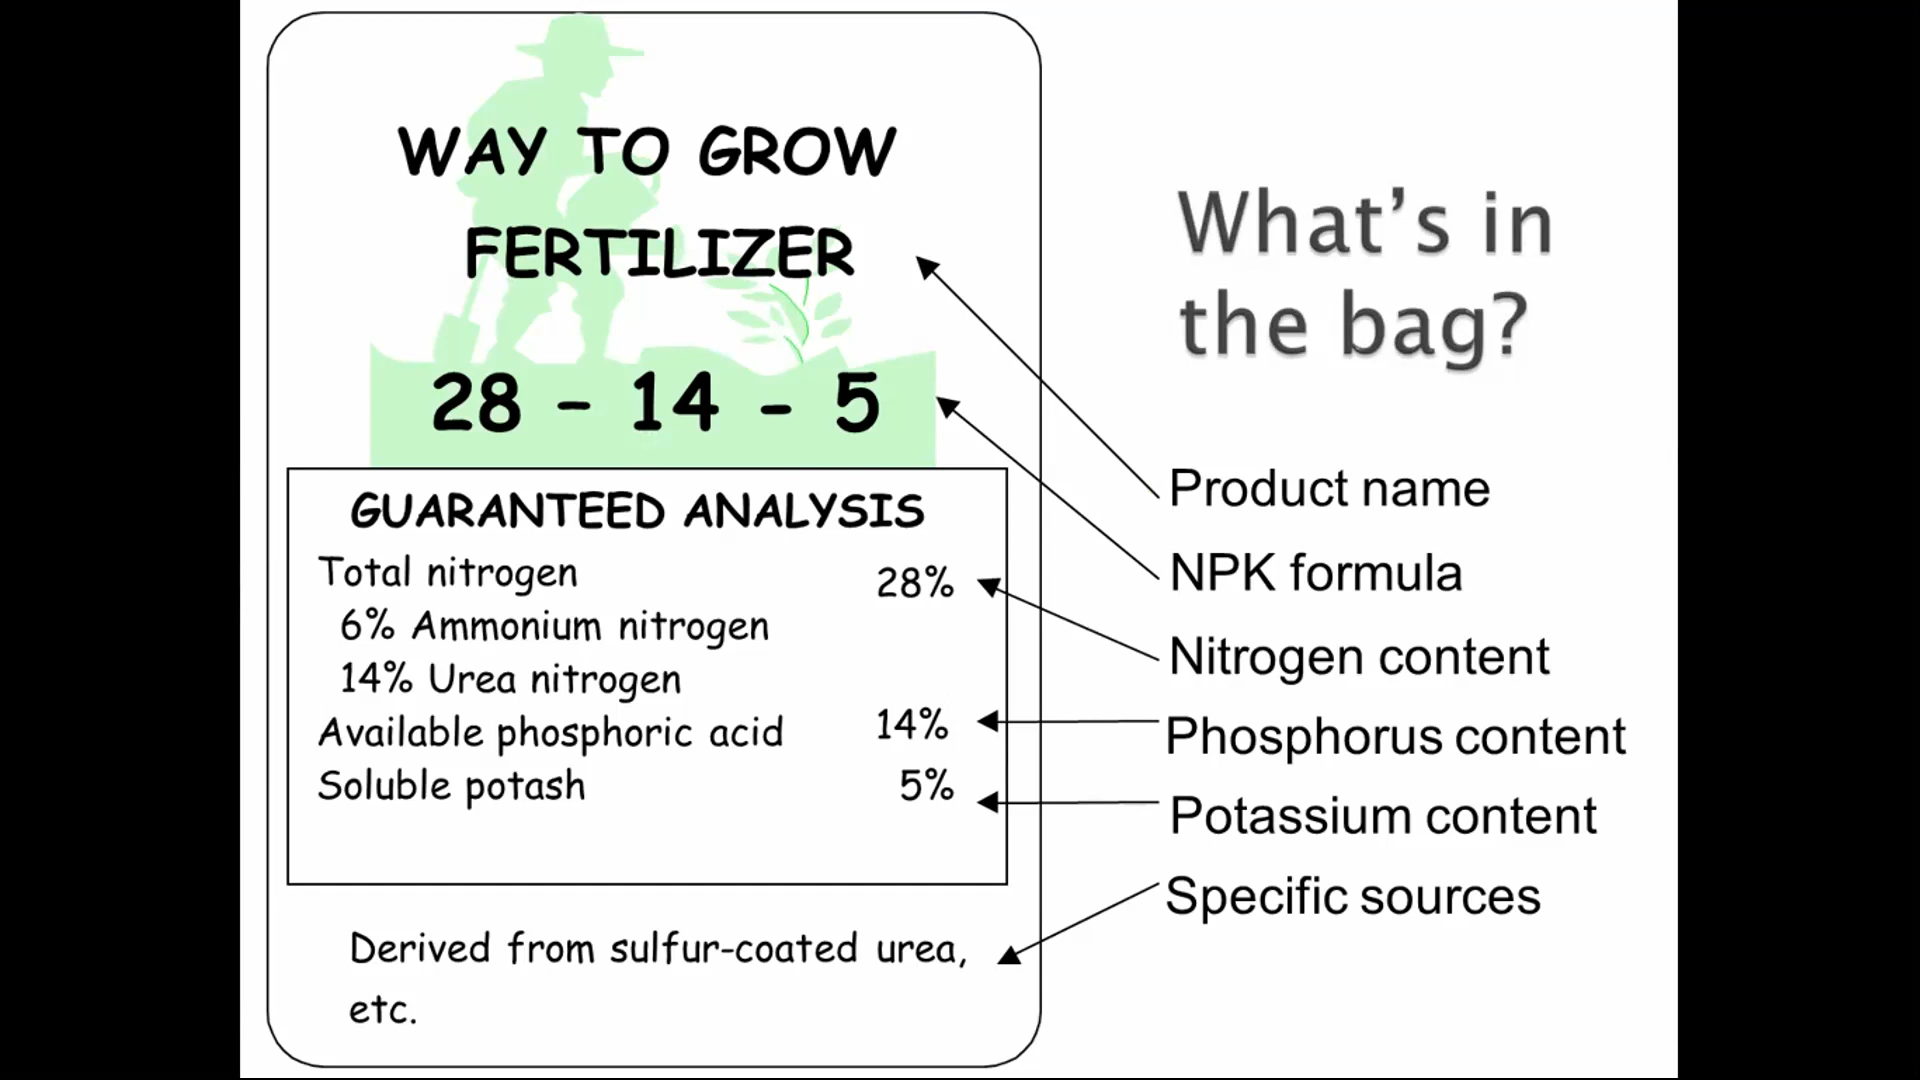 WAY TO GROW
FERTILIZER
28 – 14 - 5
GUARANTEED ANALYSIS
Total nitrogen 28%
6% Ammonium nitrogen
14% Urea nitrogen
Available phosphoric acid 14%
Soluble potash 5%
Derived from sulfur-coated urea,
etc.
What’s in
the bag?
Product name
NPK formula
Nitrogen content
Phosphorus content
Potassium content
Specific sources